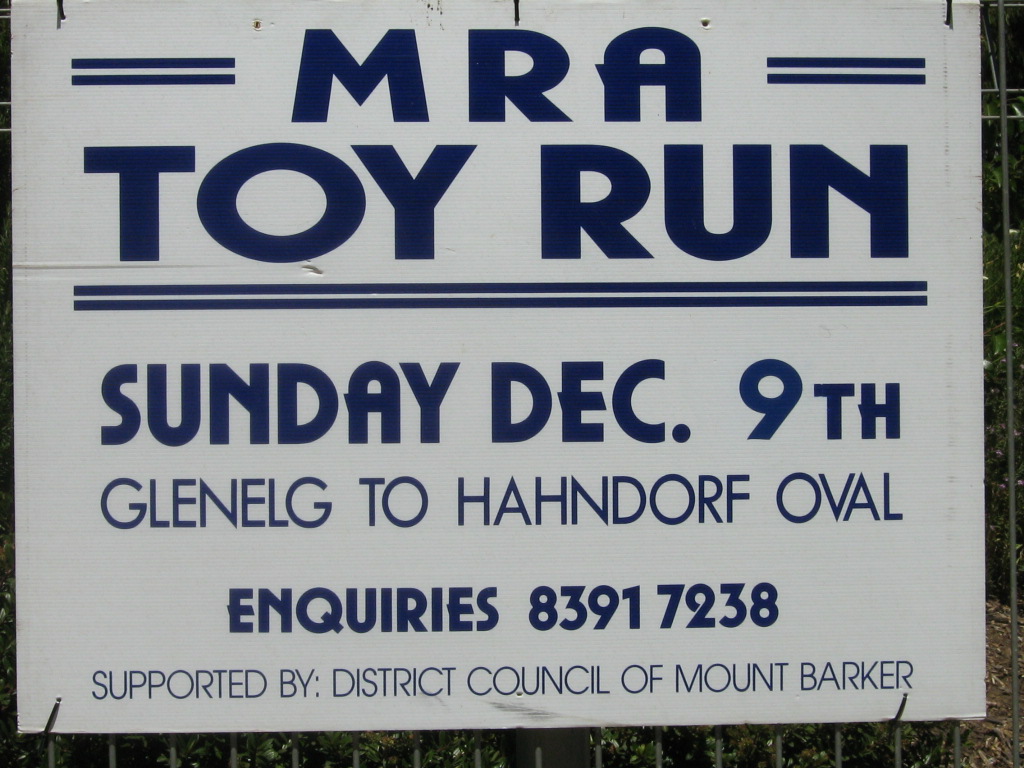 MRA
TOY RUN
SUNDAY DEC. 9TH
GLENELG TO HAHNDORF OVAL
ENQUIRIES 8391 7238
SUPPORTED BY: DISTRICT COUNCIL OF MOUNT BARKER